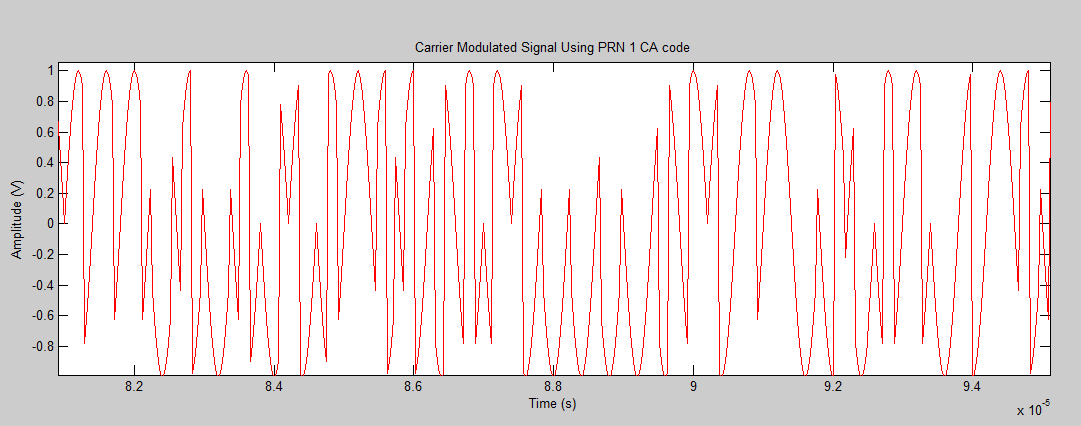 Carrier Modulated Signal Using PRN 1 CA code
1
0.8
0.6
0.4
0.2
0
-0.2
-0.4
-0.6
-0.8
Amplitude (V)
8.2 8.4 8.6 8.8 9 9.2 9.4
Time (s)
x 10^-5